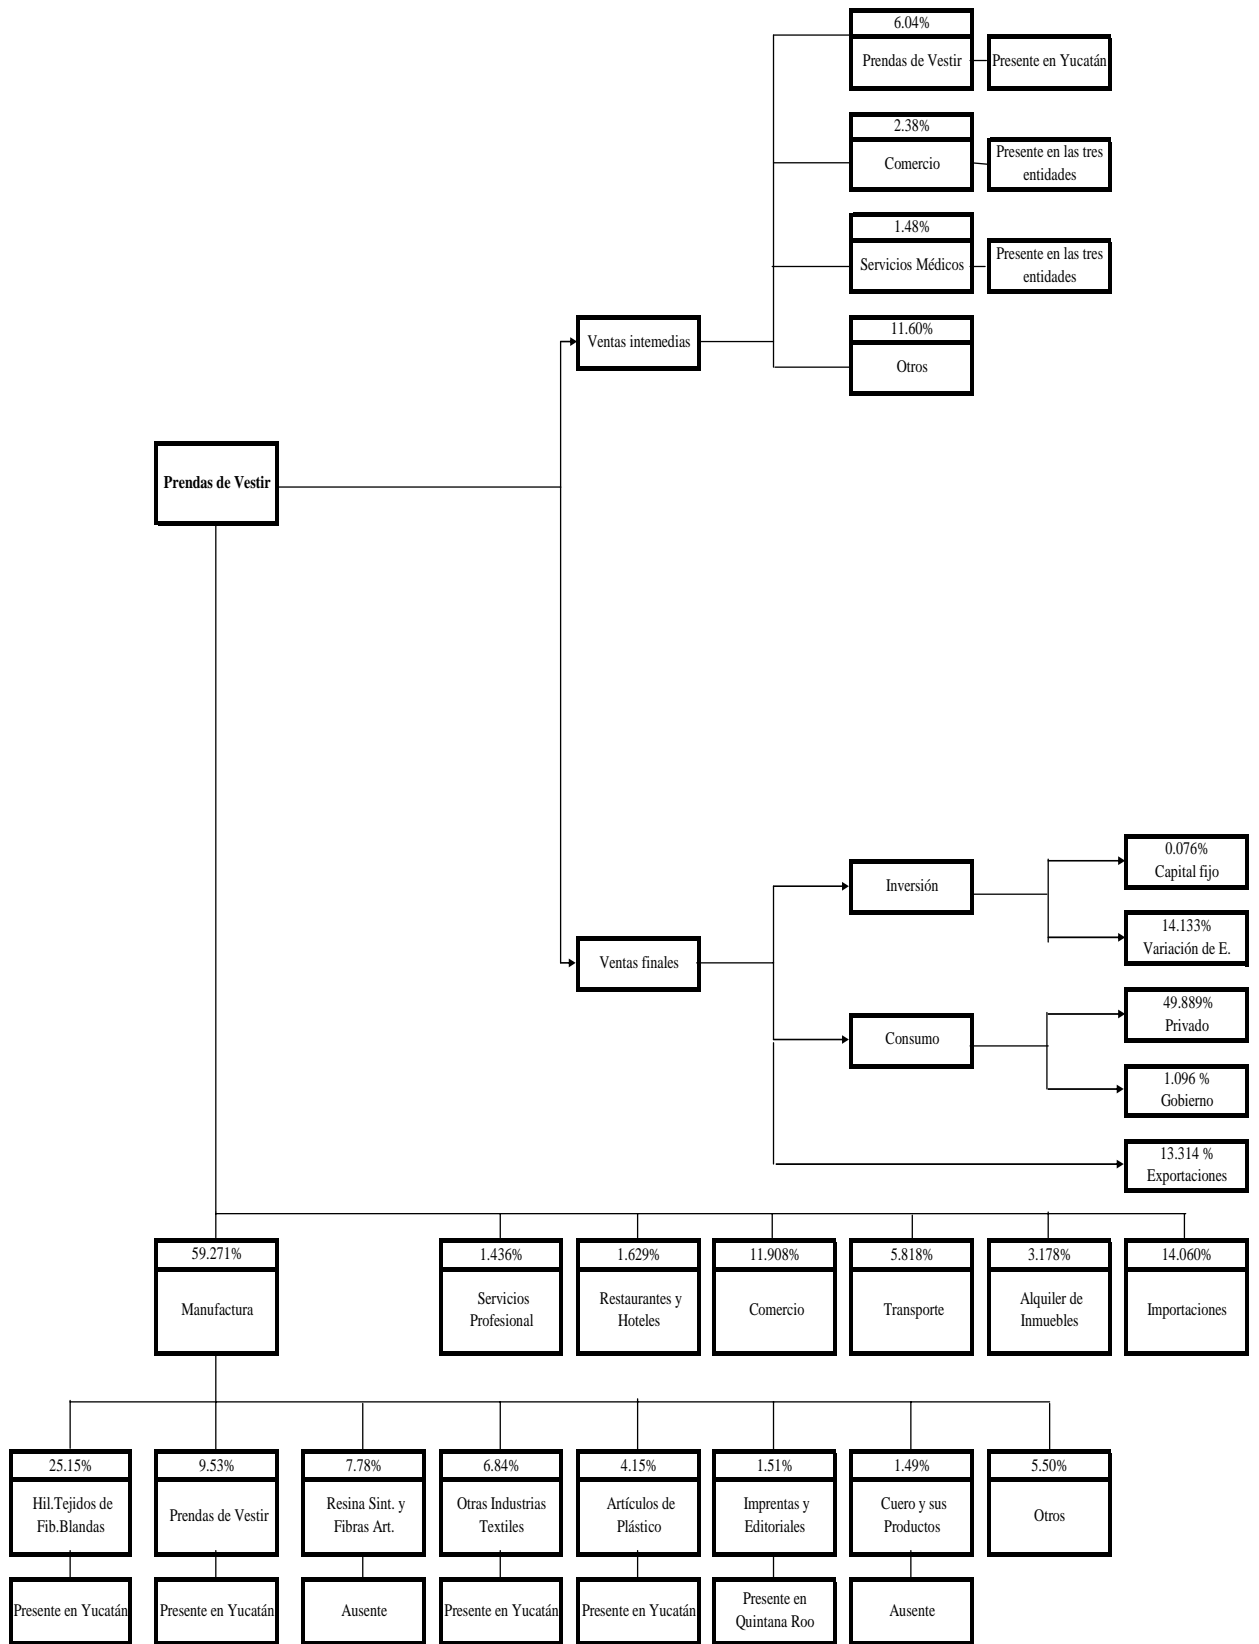 6.04%
Prendas de Vestir
Presente en Yucatán
2.38%
Comercio
Presente en las tres
entidades
1.48%
Servicios Médicos
Presente en las tres
entidades
11.60%
Otros
Ventas intemedias
Prendas de Vestir
0.076%
Capital fijo
Inversión
14.133%
Variación de E.
Ventas finales
49.889%
Privado
Consumo
1.096 %
Gobierno
13.314 %
Exportaciones
59.271%
Manufactura
1.436%
Servicios
Profesional
1.629%
Restaurantes y
Hoteles
11.908%
Comercio
5.818%
Transporte
3.178%
Alquiler de
Inmuebles
14.060%
Importaciones
25.15%
Hil.Tejidos de
Fib.Blandas
Presente en Yucatán
9.53%
Prendas de Vestir
Presente en Yucatán
7.78%
Resina Sint. y
Fibras Art.
Ausente
6.84%
Otras Industrias
Textiles
Presente en Yucatán
4.15%
Artículos de
Plástico
Presente en Yucatán
1.51%
Imprentas y
Editoriales
Presente en
Quintana Roo
1.49%
Cuero y sus
Productos
Ausente
5.50%
Otros